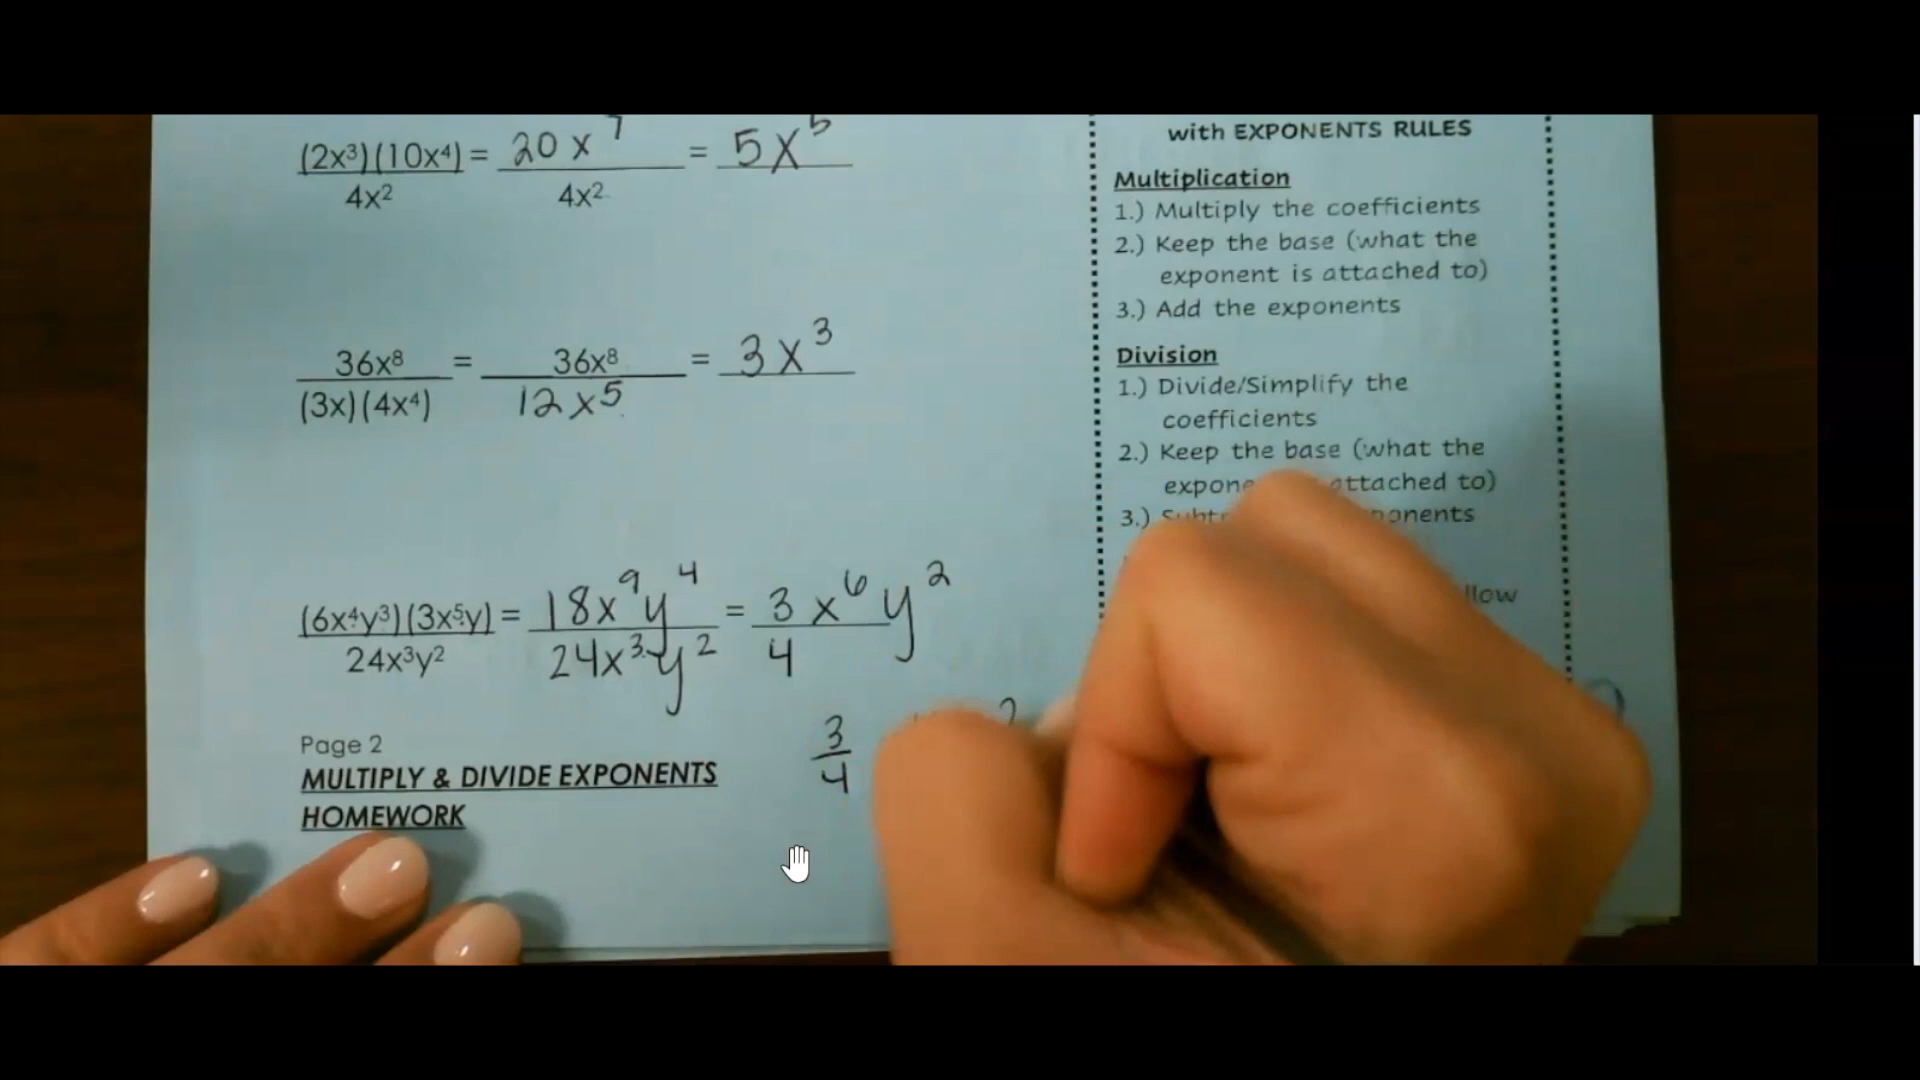 (2x³)(10x⁴) = 20x⁷ = 5x⁵
4x² 4x²
36x⁸ = 36x⁸ = 3x³
(3x)(4x⁴) 12x⁵
(6x⁴y³)(3x⁵y) = 18x⁹y⁴ = 3x⁶y²
24x³y² 24x³y² 4
3 2
4
Page 2
MULTIPLY & DIVIDE EXPONENTS
HOMEWORK
with EXPONENTS RULES
Multiplication
1.) Multiply the coefficients
2.) Keep the base (what the
exponent is attached to)
3.) Add the exponents
Division
1.) Divide/Simplify the
coefficients
2.) Keep the base (what the
attached to)
3.)